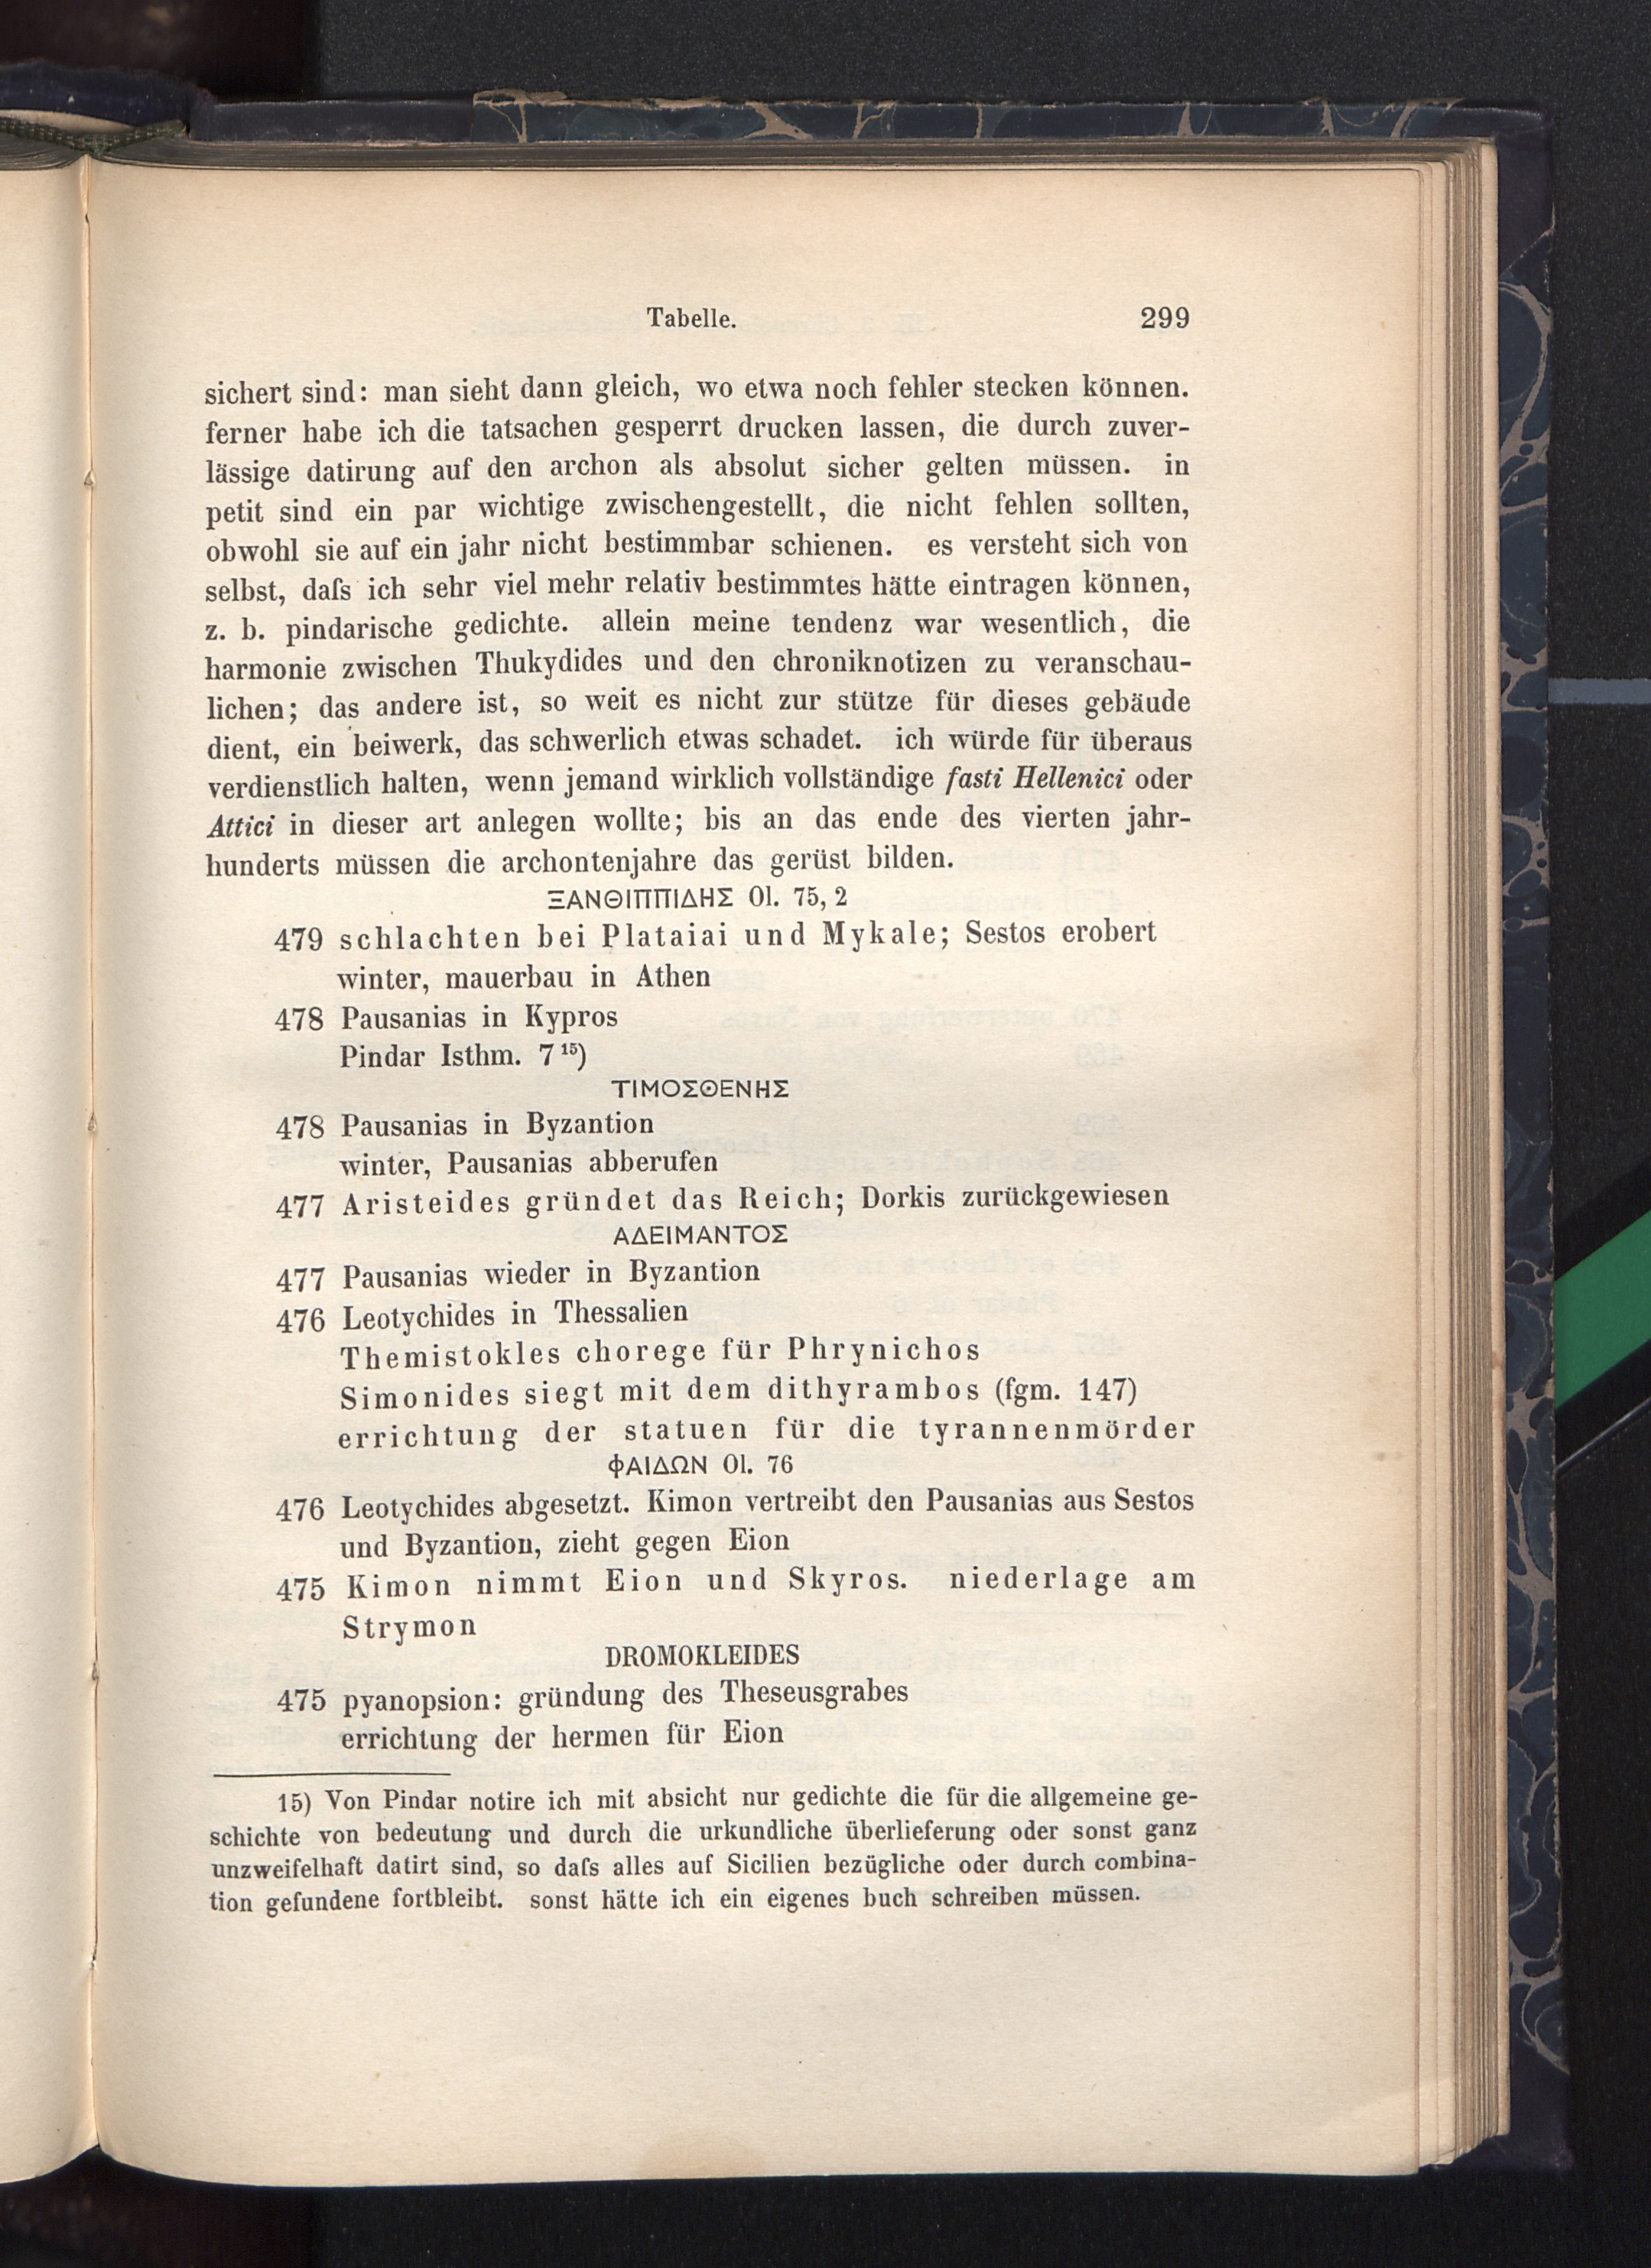 Tabelle. 299
sichert sind: man sieht dann gleich, wo etwa noch fehler stecken können.
ferner habe ich die tatsachen gesperrt drucken lassen, die durch zuver-
lässige datirung auf den archon als absolut sicher gelten müssen. in
petit sind ein par wichtige zwischengestellt, die nicht fehlen sollten,
obwohl sie auf ein jahr nicht bestimmbar schienen. es versteht sich von
selbst, daſs ich sehr viel mehr relativ bestimmtes hätte eintragen können,
z. b. pindarische gedichte. allein meine tendenz war wesentlich, die
harmonie zwischen Thukydides und den chroniknotizen zu veranschau-
lichen; das andere ist, so weit es nicht zur stütze für dieses gebäude
dient, ein beiwerk, das schwerlich etwas schadet. ich würde für überaus
verdienstlich halten, wenn jemand wirklich vollständige fasti Hellenici oder
Attici in dieser art anlegen wollte; bis an das ende des vierten jahr-
hunderts müssen die archontenjahre das gerüst bilden.
ΞΑΝΘΙΠΠΙΔΗΣ Ol. 75, 2
479 schlachten bei Plataiai und Mykale; Sestos erobert
winter, mauerbau in Athen
478 Pausanias in Kypros
Pindar Isthm. 7 15)
ΤΙΜΟΣΘΕΝΗΣ
478 Pausanias in Byzantion
winter, Pausanias abberufen
477 Aristeides gründet das Reich; Dorkis zurückgewiesen
ΑΔΕΙΜΑΝΤΟΣ
477 Pausanias wieder in Byzantion
476 Leotychides in Thessalien
Themistokles chorege für Phrynichos
Simonides siegt mit dem dithyrambos (fgm. 147)
errichtung der statuen für die tyrannenmörder
ΦΑΙΔΩΝ Ol. 76
476 Leotychides abgesetzt. Kimon vertreibt den Pausanias aus Sestos
und Byzantion, zieht gegen Eion
475 Kimon nimmt Eion und Skyros. niederlage am
Strymon
DROMOKLEIDES
475 pyanopsion: gründung des Theseusgrabes
errichtung der hermen für Eion
15) Von Pindar notire ich mit absicht nur gedichte die für die allgemeine ge-
schichte von bedeutung und durch die urkundliche überlieferung oder sonst ganz
unzweifelhaft datirt sind, so daſs alles auf Sicilien bezügliche oder durch combina-
tion gefundene fortbleibt. sonst hätte ich ein eigenes buch schreiben müssen.